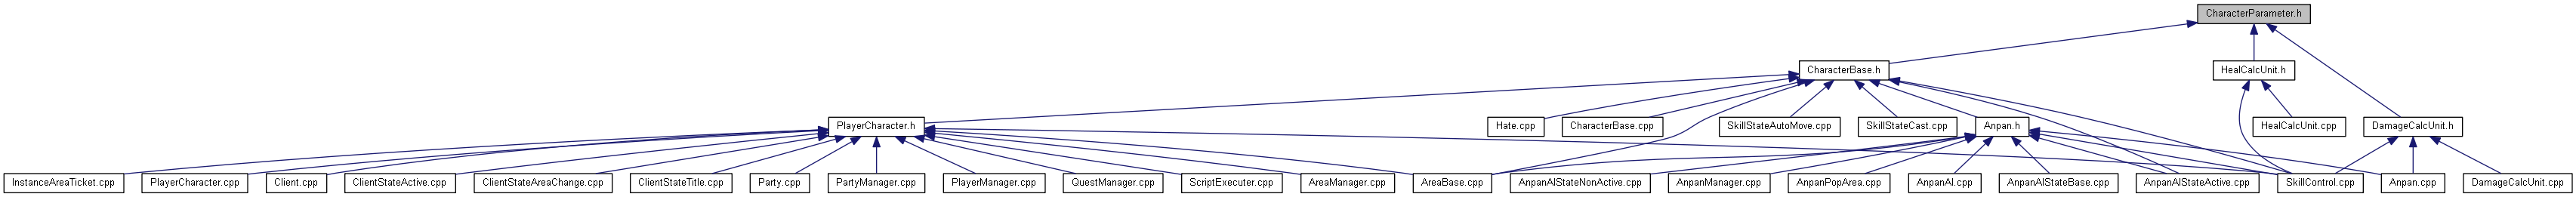 CharacterParameter.h
CharacterBase.h
HealCalcUnit.h
PlayerCharacter.h
Hate.cpp
CharacterBase.cpp
SkillStateAutoMove.cpp
SkillStateCast.cpp
Anpan.h
HealCalcUnit.cpp
DamageCalcUnit.h
InstanceAreaTicket.cpp
PlayerCharacter.cpp
Client.cpp
ClientStateActive.cpp
ClientStateAreaChange.cpp
ClientStateTitle.cpp
Party.cpp
PartyManager.cpp
PlayerManager.cpp
QuestManager.cpp
ScriptExecuter.cpp
AreaManager.cpp
AreaBase.cpp
AnpanAIStateNonActive.cpp
AnpanManager.cpp
AnpanPopArea.cpp
AnpanAI.cpp
AnpanAIStateBase.cpp
AnpanAIStateActive.cpp
SkillControl.cpp
Anpan.cpp
DamageCalcUnit.cpp